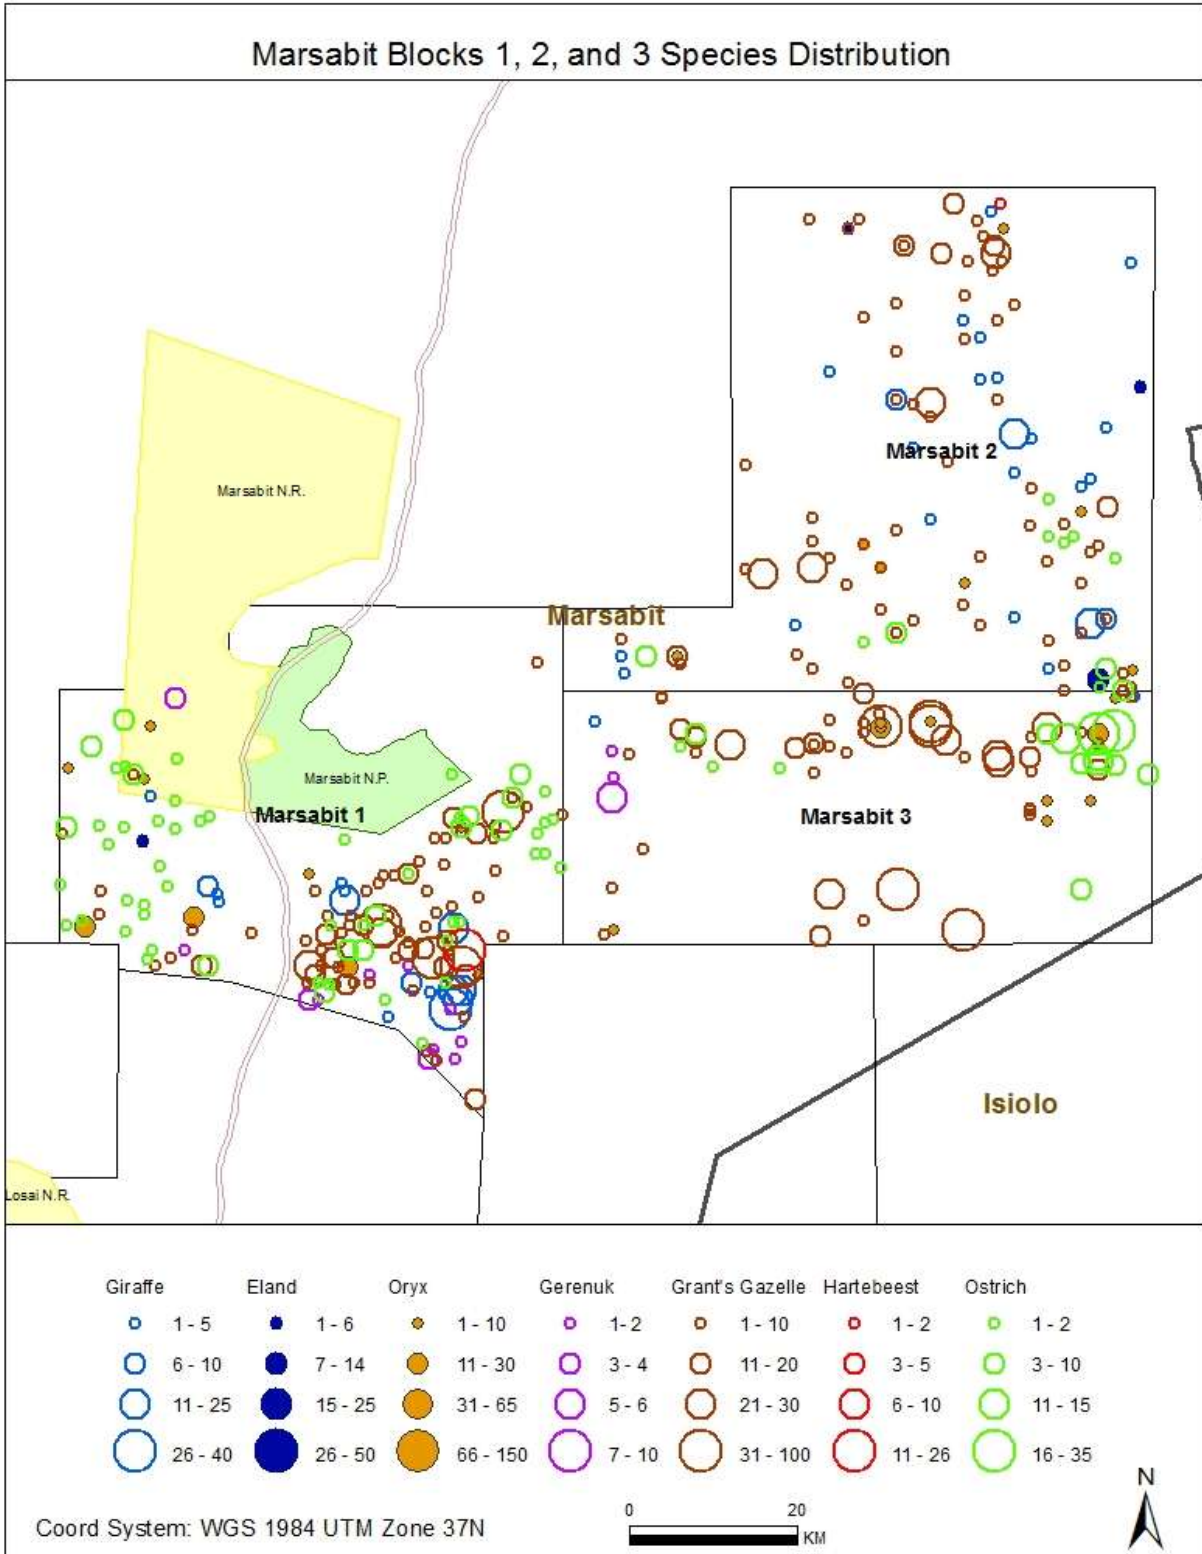 Marsabit Blocks 1, 2, and 3 Species Distribution
Marsabit 2
Marsabit N.R.
Marsabit
Marsabit N.P.
Marsabit 1
Marsabit 3
Isiolo
Losai N.R.
Giraffe Eland Oryx Gerenuk Grant's Gazelle Hartebeest Ostrich
1 - 5 1 - 6 1 - 10 1- 2 1 - 10 1 - 2 1 - 2
6 - 10 7 - 14 11 - 30 3 - 4 11 - 20 3 - 5 3 - 10
11 - 25 15 - 25 31 - 65 5 - 6 21 - 30 6 - 10 11 - 15
26 - 40 26 - 50 66 - 150 7 - 10 31 - 100 11 - 26 16 - 35
N
0 20
KM
Coord System: WGS 1984 UTM Zone 37N